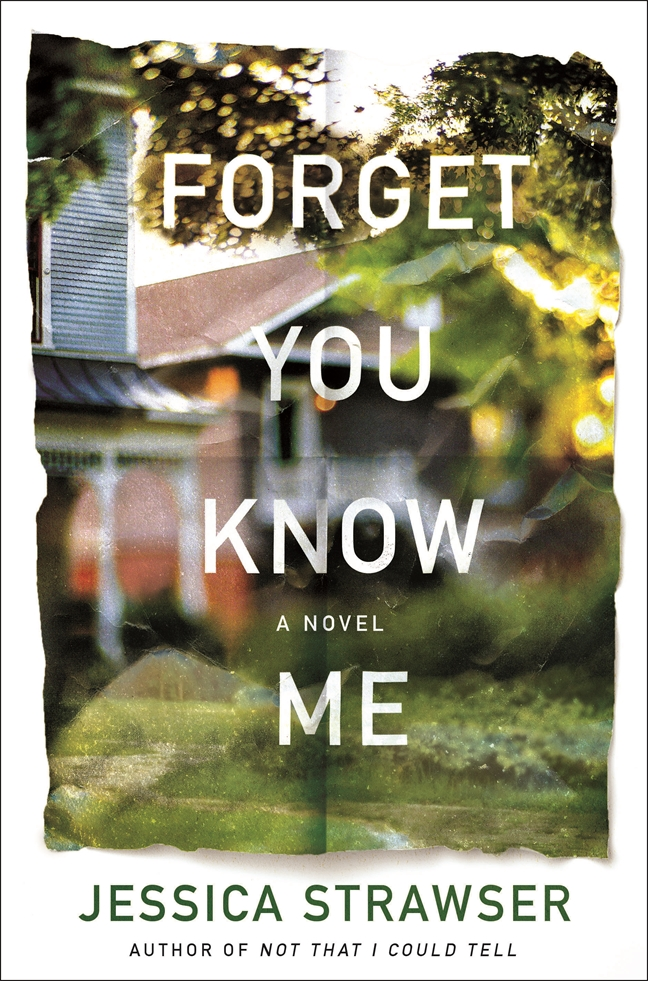 FORGET
YOU
KNOW
A NOVEL
ME
JESSICA STRAWSER
AUTHOR OF NOT THAT I COULD TELL